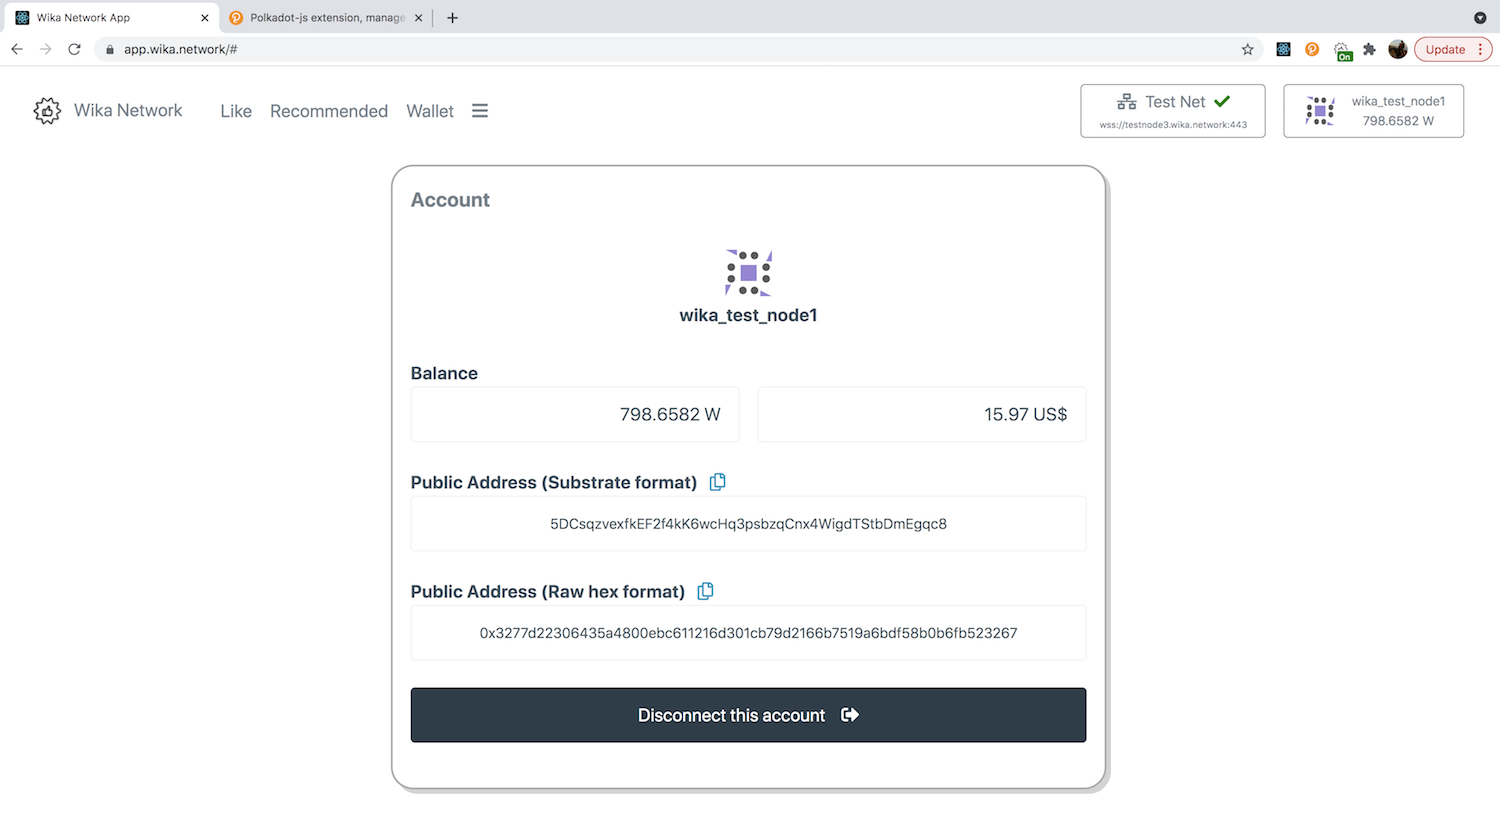 Wika Network App
Polkadot-js extension, manage
app.wika.network/#
On
Update
Wika Network
Like
Recommended
Wallet
Test Net
wss://testnode3.wika.network:443
wika_test_node1
798.6582 W
Account
wika_test_node1
Balance
798.6582 W
15.97 US$
Public Address (Substrate format)
5DCsqzvexfkEF2f4kK6wcHq3psbzqCnx4WigdTStbDmEgqc8
Public Address (Raw hex format)
0x3277d22306435a4800ebc611216d301cb79d2166b7519a6bdf58b0b6fb523267
Disconnect this account